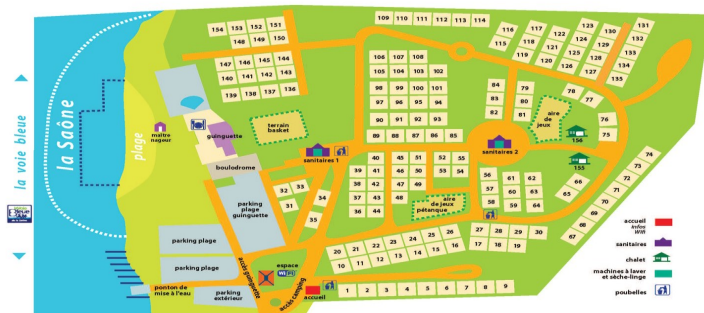 la voie bleue
la Saône
plage
maître
nageur
guinguette
boulodrome
terrain
basket
sanitaires 1
sanitaires 2
aire
de jeux
aire
de jeux
pétanque
parking
plage
guinguette
parking plage
parking plage
ponton de
mise à l'eau
parking
extérieur
accès guinguette
accès camping
espace
WiFi
accueil
154 153 152 151
148 149 150
147 146 145 144
140 141 142 143
139 138 137 136
109 110 111 112 113 114
106 107 108
105 104 103 102
98 99 100 101
97 96 95 94
90 91 92 93
89 88 87 86 85
84
83
82
79
80
81
78
77
76
75
116
115
117
118
119
122
121
120
123
124
125
126
130
129
128
127
131
132
133
134
135
156
155
40 45 51 52 55
39 41 46 50 53 54
38 42 47 49
37 43 48
36 44
32 33
31
34
35
56
57 61 62
58 60 63
59 64
65
66
67
68
69
70
71
72
73
74
20 21 22 23 24 25 26
10 11 12 13 14 15 16
27 28 29 30
17 18 19
1 2 3 4 5 6 7 8 9
accueil
Infos
Wifi
sanitaires
chalet
machines à laver
et sèche-linge
poubelles